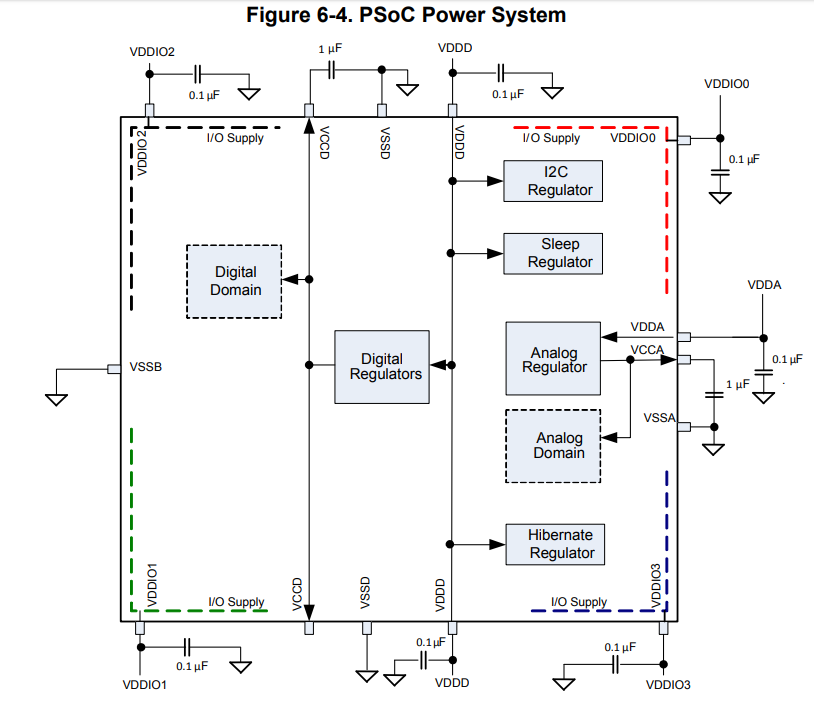 Figure 6-4. PSoC Power System
VDDIO2
1 µF
VDDD
0.1 µF
0.1 µF
VDDIO0
I/O Supply
I/O Supply
VDDIO0
VDDIO2
VCCD
VSSD
VDDD
0.1 µF
I2C
Regulator
Sleep
Regulator
Digital
Domain
VDDA
VDDA
VCCA
Analog
Regulator
Digital
Regulators
0.1 µF
VSSB
1 µF
VSSA
Analog
Domain
Hibernate
Regulator
VDDIO1
VCCD
VSSD
VDDD
VDDIO3
I/O Supply
I/O Supply
0.1 µF
0.1 µF
0.1 µF
VDDIO1
VDDD
VDDIO3